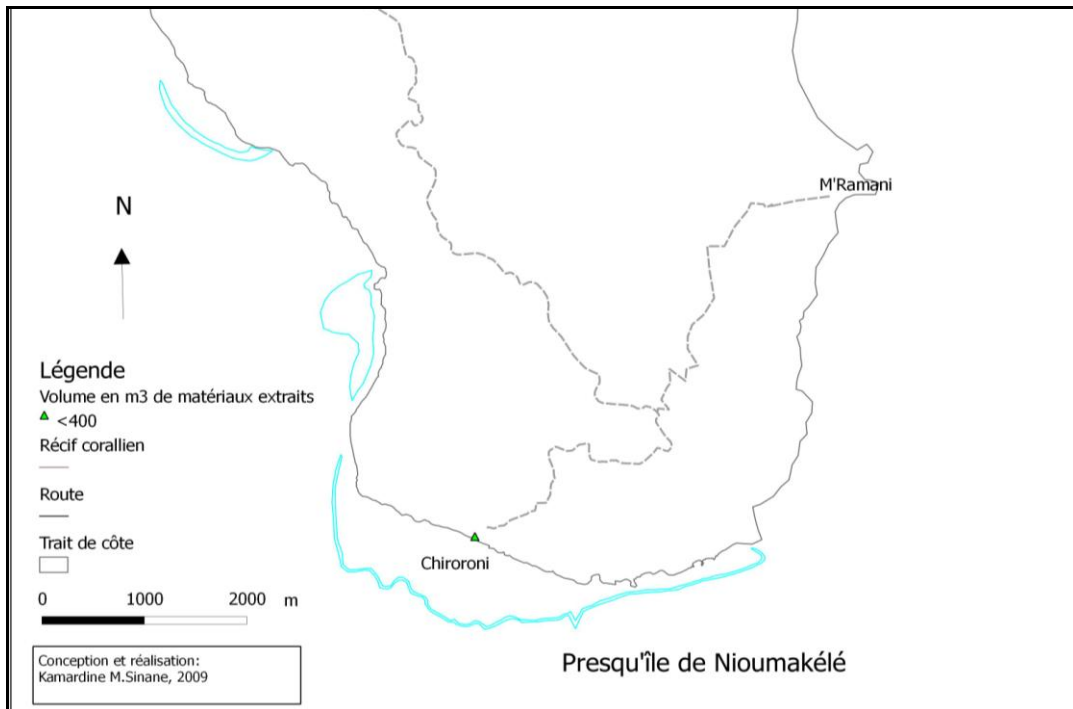 M'Ramani
N
Légende
Volume en m3 de matériaux extraits
<400
Récif corallien
Route
Trait de côte
Chiroroni
0 1000 2000 m
Conception et réalisation:
Kamardine M.Sinane, 2009
Presqu'île de Nioumakélé